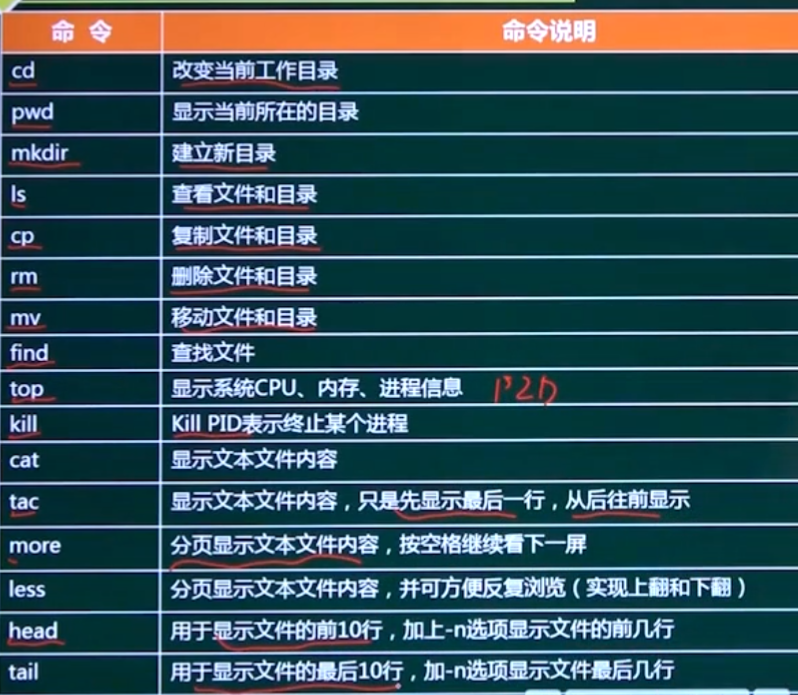 命 令 命令说明
cd 改变当前工作目录
pwd 显示当前所在的目录
mkdir 建立新目录
ls 查看文件和目录
cp 复制文件和目录
rm 删除文件和目录
mv 移动文件和目录
find 查找文件
top 显示系统CPU、内存、进程信息
kill Kill PID表示终止某个进程
cat 显示文本文件内容
tac 显示文本文件内容，只是先显示最后一行，从后往前显示
more 分页显示文本文件内容，按空格继续看下一屏
less 分页显示文本文件内容，并可方便反复浏览（实现上翻和下翻）
head 用于显示文件的前10行，加上-n选项显示文件的前几行
tail 用于显示文件的最后10行，加-n选项显示文件最后几行